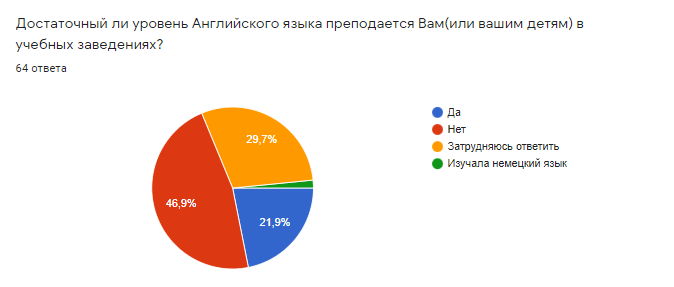 Достаточный ли уровень Английского языка преподается Вам(или вашим детям) в
учебных заведениях?
64 ответа
29,7%
46,9%
21,9%
Да
Нет
Затрудняюсь ответить
Изучала немецкий язык